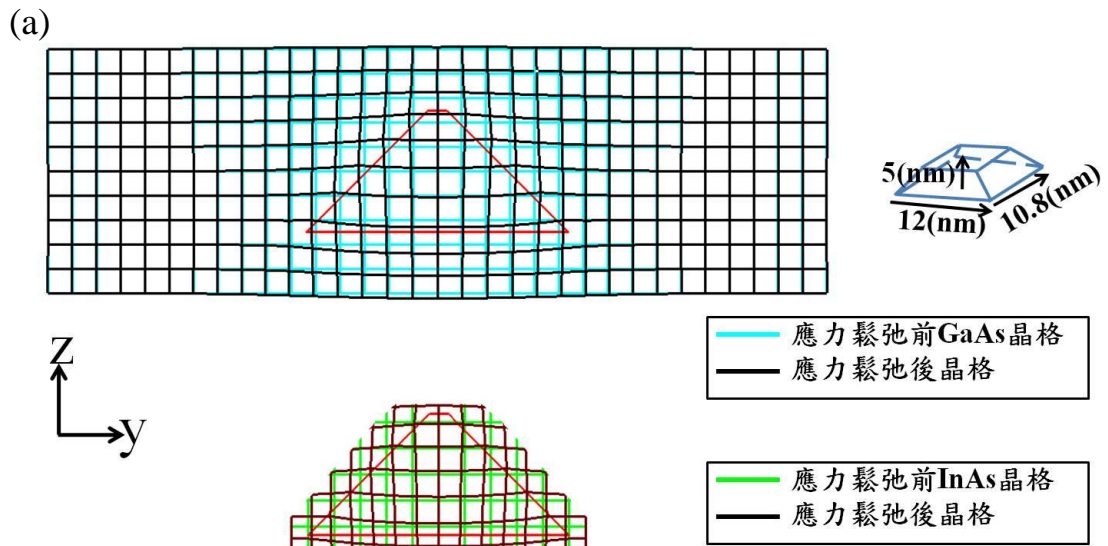 (a)
5(nm)
12(nm)
10.8(nm)
應力鬆弛前GaAs晶格
應力鬆弛後晶格
z
y
應力鬆弛前InAs晶格
應力鬆弛後晶格